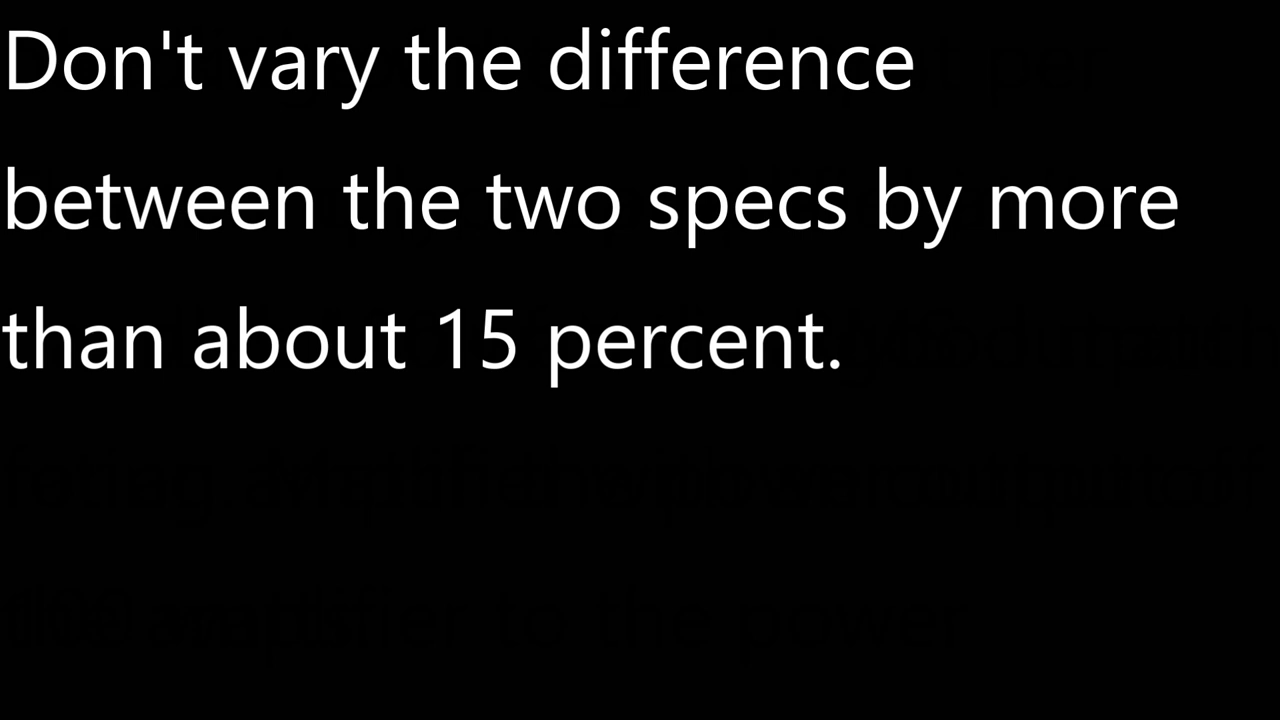 Don't vary the difference
between the two specs by more
than about 15 percent.